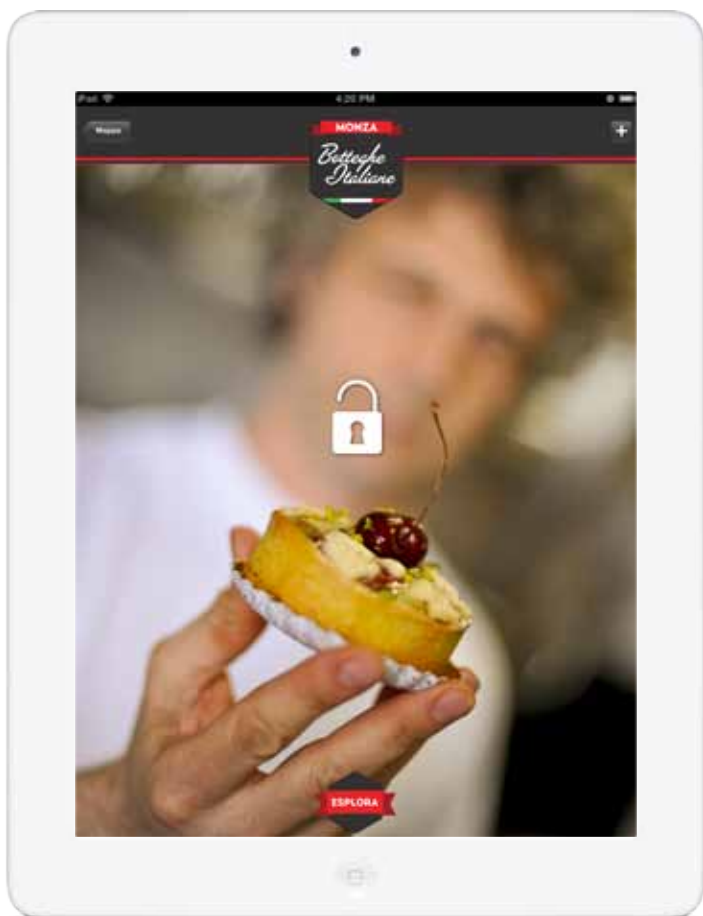 iPad
4:20 PM
Mappa
MONZA
Botteghe
Italiane
ESPLORA